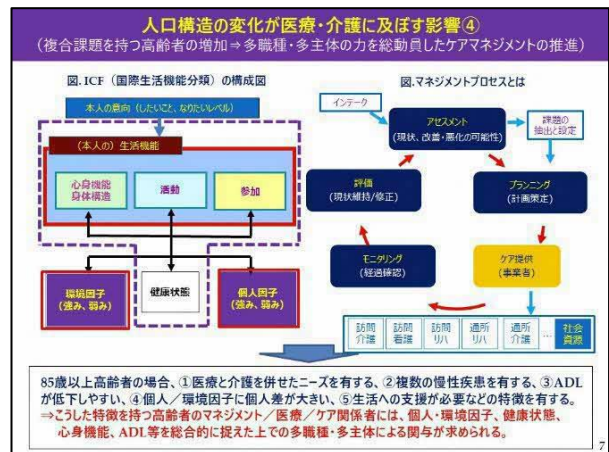 人口構造の変化が医療・介護に及ぼす影響④
(複合課題を持つ高齢者の増加⇒多職種・多主体の力を総動員したケアマネジメントの推進)
図. ICF（国際生活機能分類）の構成図
本人の意向（したいこと、なりたいレベル）
(本人の) 生活機能
心身機能
身体構造
活動
参加
環境因子
(強み、弱み)
健康状態
個人因子
(強み、弱み)
図.マネジメントプロセスとは
インテーク
アセスメント
(現状、改善・悪化の可能性)
課題の
抽出と設定
評価
(現状維持/修正)
プランニング
(計画策定)
モニタリング
(経過確認)
ケア提供
(事業者)
訪問
介護
訪問
看護
訪問
リハ
通所
リハ
通所
介護
…
社会
資源
85歳以上高齢者の場合、①医療と介護を併せたニーズを有する、②複数の慢性疾患を有する、③ADL
が低下しやすい、④個人／環境因子に個人差が大きい、⑤生活への支援が必要などの特徴を有する。
⇒こうした特徴を持つ高齢者のマネジメント／医療／ケア関係者には、個人・環境因子、健康状態、
心身機能、ADL等を総合的に捉えた上での多職種・多主体による関与が求められる。
7